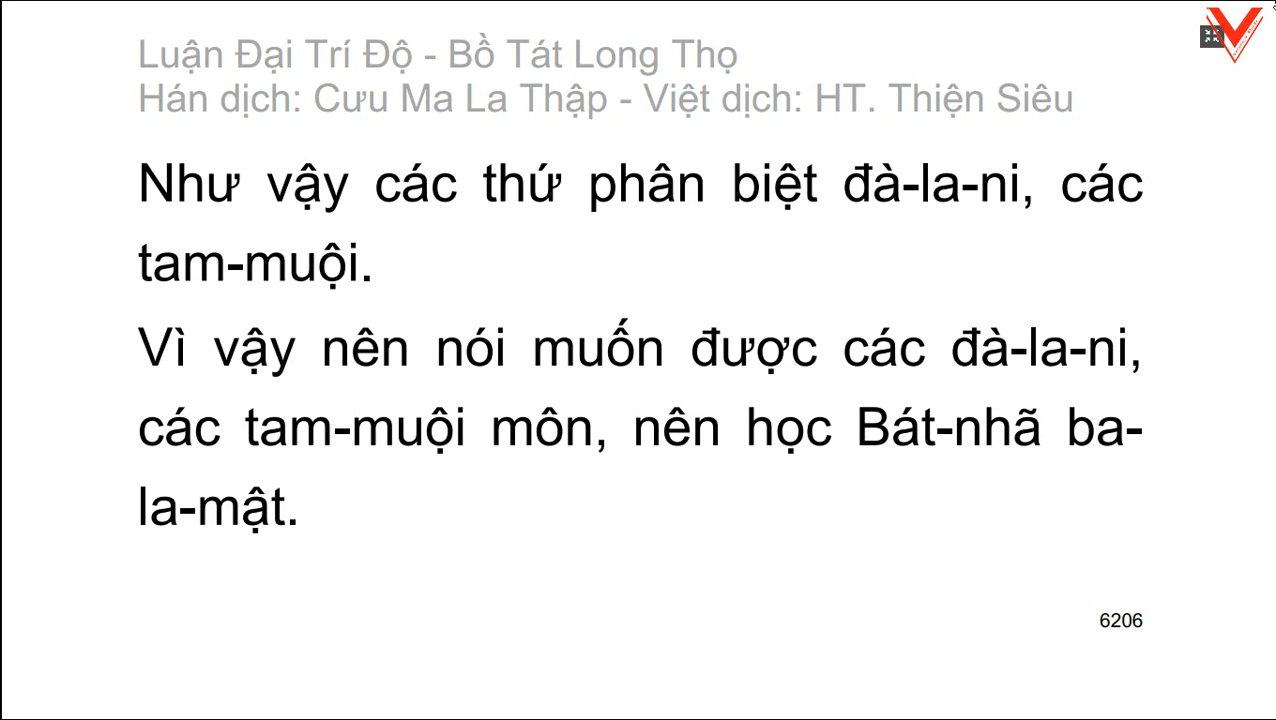 Luận Đại Trí Độ - Bồ Tát Long Thọ
Hán dịch: Cưu Ma La Thập - Việt dịch: HT. Thiện Siêu
Như vậy các thứ phân biệt đà-la-ni, các
tam-muội.
Vì vậy nên nói muốn được các đà-la-ni,
các tam-muội môn, nên học Bát-nhã ba-
la-mật.
6206